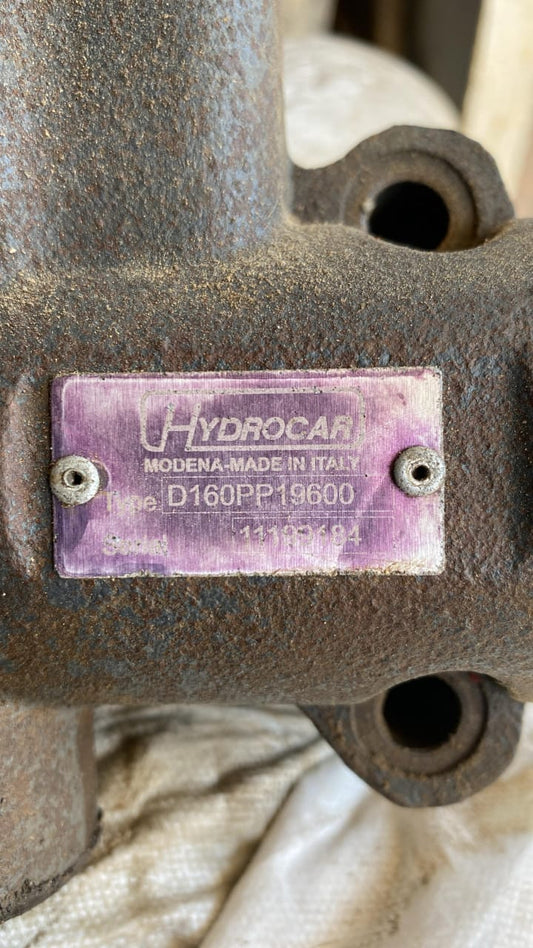 HYDROCAR
MODENA-MADE IN ITALY
Type. D160PP19600
Serial